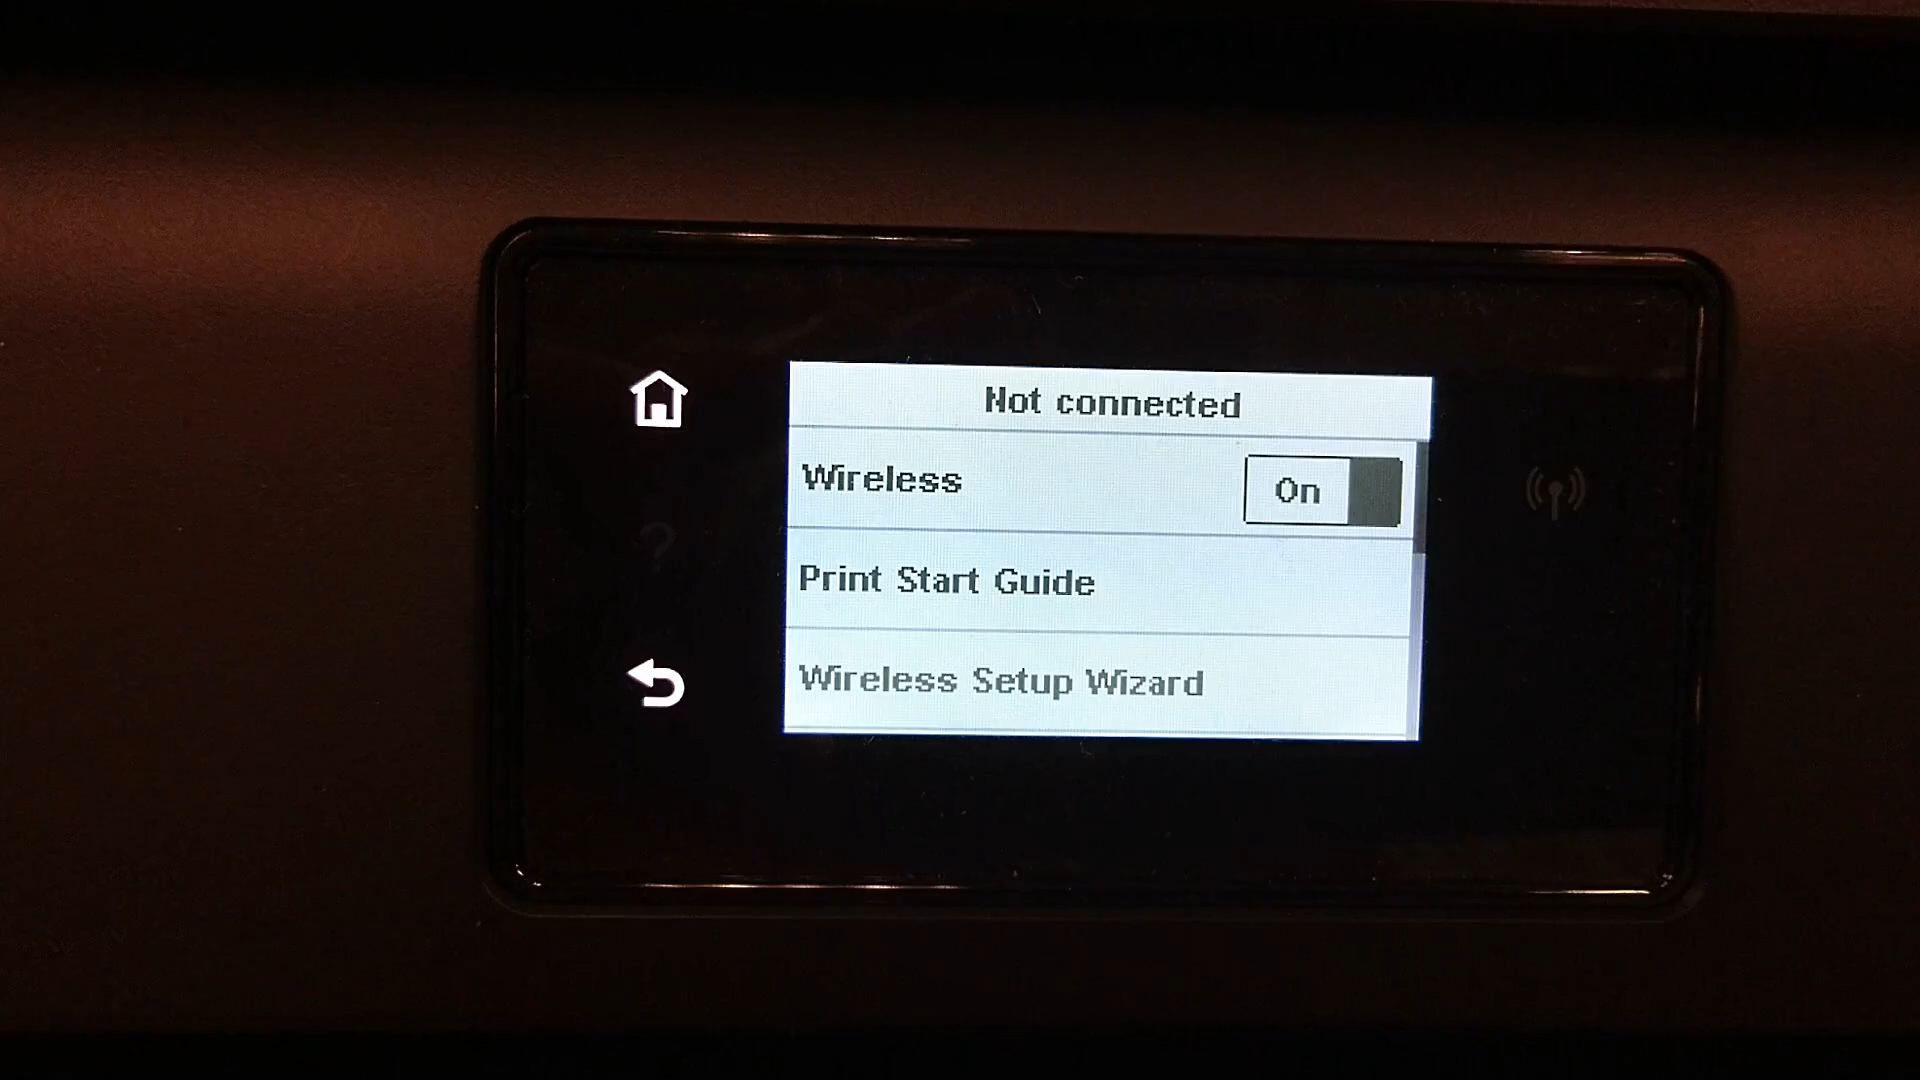 Not connected
Wireless
On
Print Start Guide
Wireless Setup Wizard
?